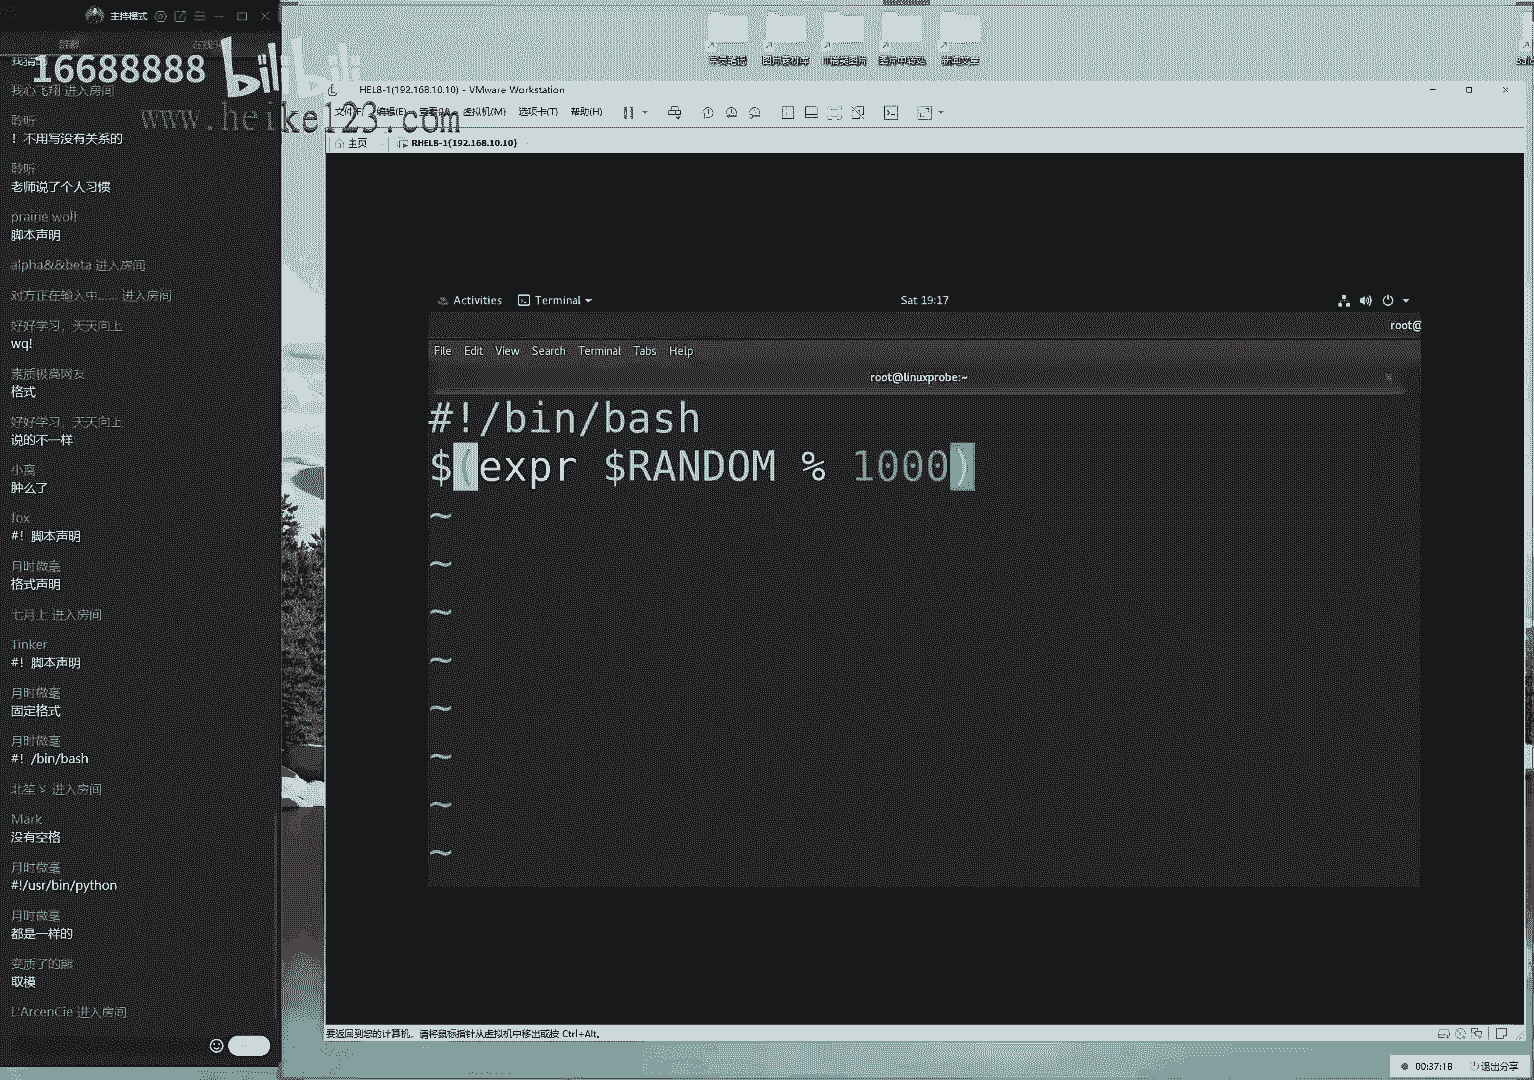 主持模式
16688888
bilibili
www.heike123.com
我心飞翔 进入房间
聆听
！不用写没有关系的
聆听
老师说了个人习惯
prairie wolf
脚本声明
alpha&&beta 进入房间
对方正在输入中...... 进入房间
好好学习，天天向上
wq!
素质极高网友
格式
好好学习，天天向上
说的不一样
小离
肿么了
fox
#！脚本声明
月时微毫
格式声明
七月上 进入房间
Tinker
#！脚本声明
月时微毫
固定格式
月时微毫
#！/bin/bash
北笙ゞ 进入房间
Mark
没有空格
月时微毫
#!/usr/bin/python
月时微毫
都是一样的
变质了的熊
取模
L'ArcenCie 进入房间
HEL8-1(192.168.10.10) - VMware Workstation
文件(F) 编辑(E) 查看(V) 虚拟机(M) 选项卡(T) 帮助(H)
主页
RHEL8-1(192.168.10.10)
Activities
Terminal
Sat 19:17
root@
File Edit View Search Terminal Tabs Help
root@linuxprobe:~
#!/bin/bash
$(expr $RANDOM % 1000)
~
~
~
~
~
~
~
~
要返回到您的计算机，请将鼠标指针从虚拟机中移出或按 Ctrl+Alt。
00:37:18
退出分享